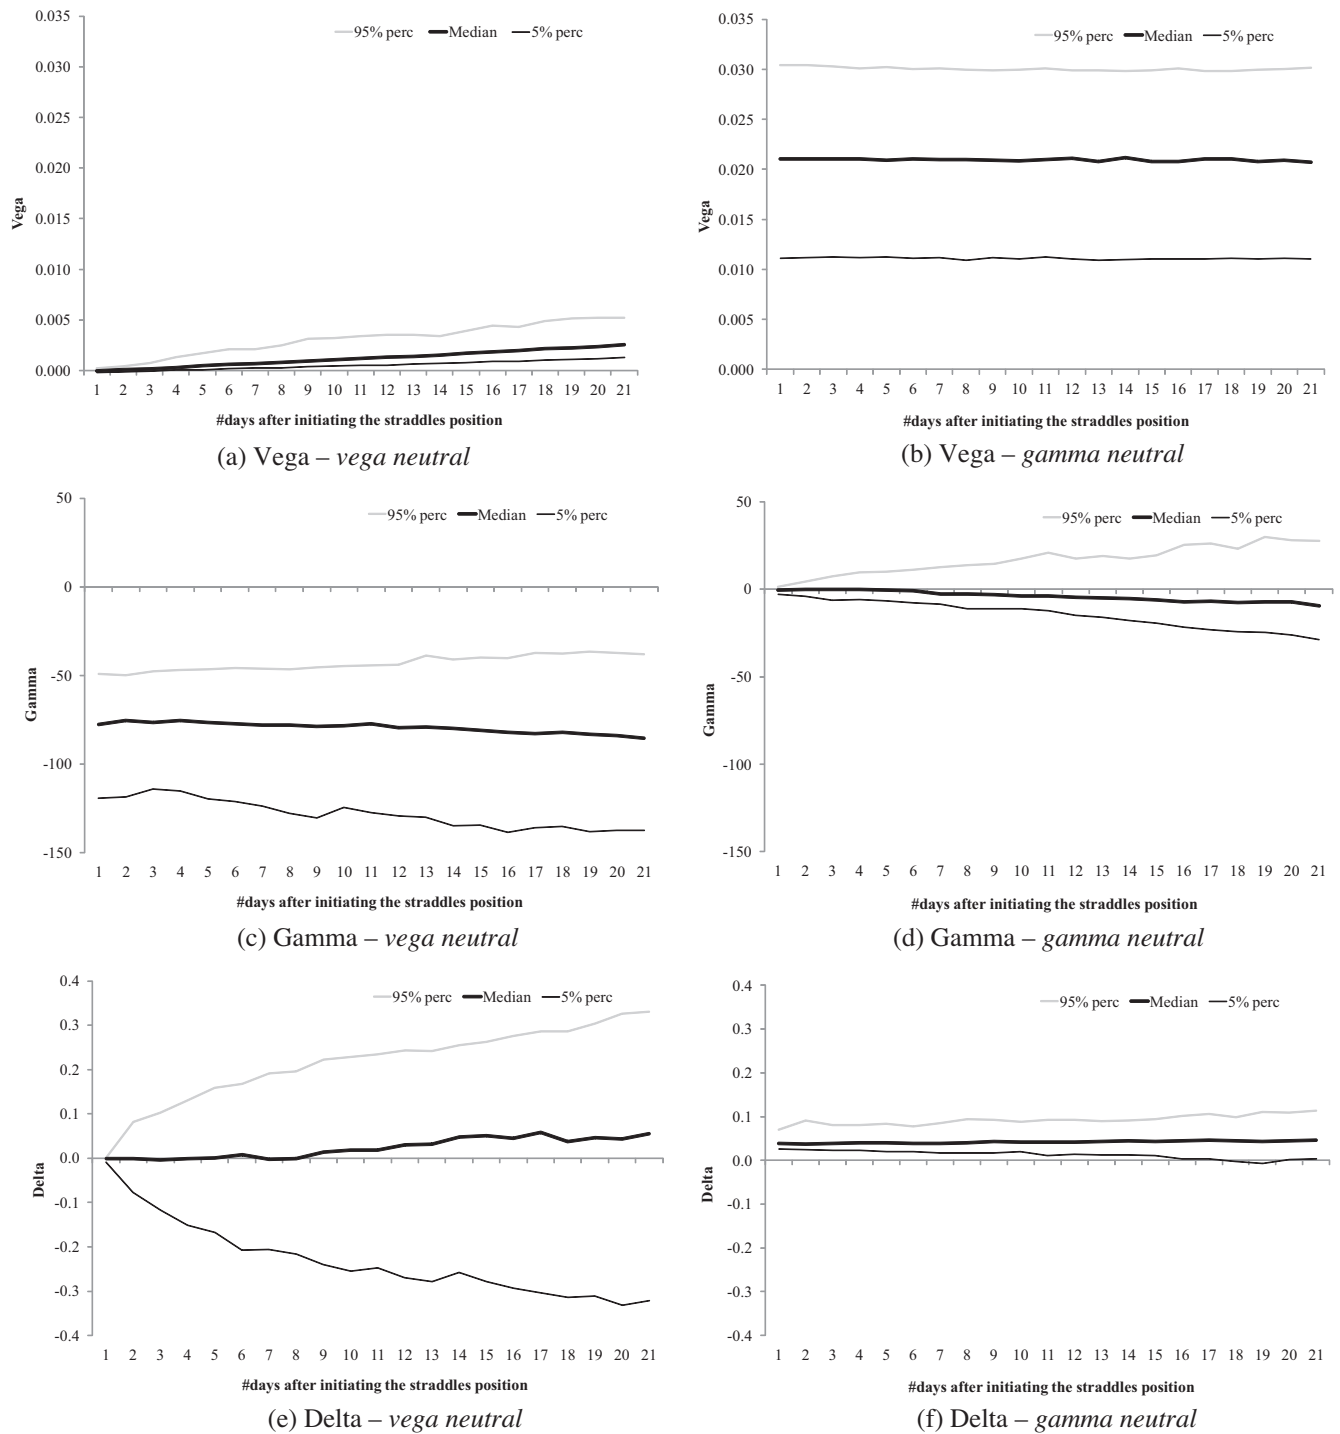 0.035
0.030
0.025
0.020
0.015
0.010
0.005
0.000
Vega
95% perc Median 5% perc
1 2 3 4 5 6 7 8 9 10 11 12 13 14 15 16 17 18 19 20 21
#days after initiating the straddles position
(a) Vega – vega neutral
0.035
0.030
0.025
0.020
0.015
0.010
0.005
0.000
Vega
95% perc Median 5% perc
1 2 3 4 5 6 7 8 9 10 11 12 13 14 15 16 17 18 19 20 21
#days after initiating the straddles position
(b) Vega – gamma neutral
50
0
-50
-100
-150
Gamma
95% perc Median 5% perc
1 2 3 4 5 6 7 8 9 10 11 12 13 14 15 16 17 18 19 20 21
#days after initiating the straddles position
(c) Gamma – vega neutral
50
0
-50
-100
-150
Gamma
95% perc Median 5% perc
1 2 3 4 5 6 7 8 9 10 11 12 13 14 15 16 17 18 19 20 21
#days after initiating the straddles position
(d) Gamma – gamma neutral
0.4
0.3
0.2
0.1
0.0
-0.1
-0.2
-0.3
-0.4
Delta
95% perc Median 5% perc
1 2 3 4 5 6 7 8 9 10 11 12 13 14 15 16 17 18 19 20 21
#days after initiating the straddles position
(e) Delta – vega neutral
0.4
0.3
0.2
0.1
0.0
-0.1
-0.2
-0.3
-0.4
Delta
95% perc Median 5% perc
1 2 3 4 5 6 7 8 9 10 11 12 13 14 15 16 17 18 19 20 21
#days after initiating the straddles position
(f) Delta – gamma neutral